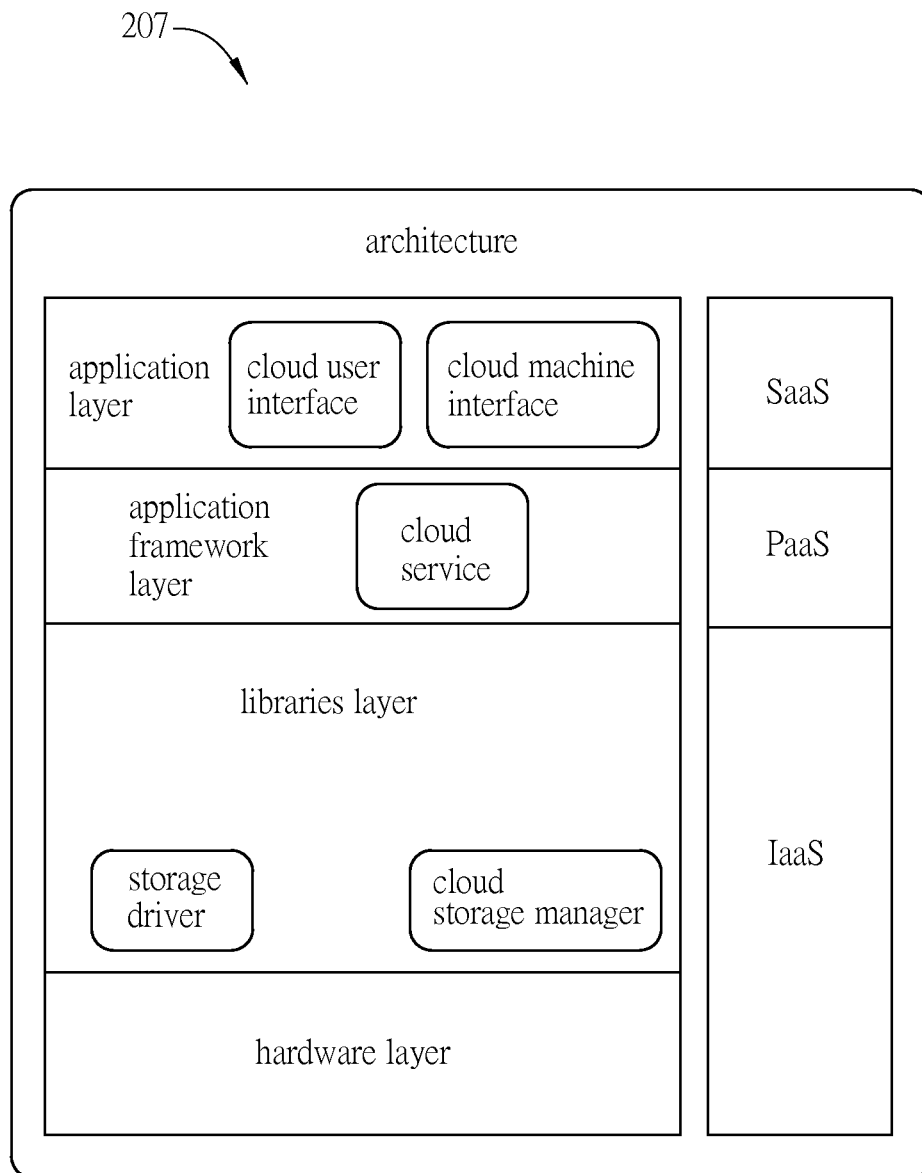 207
architecture
application
layer
cloud user
interface
cloud machine
interface
SaaS
application
framework
layer
cloud
service
PaaS
libraries layer
storage
driver
cloud
storage manager
IaaS
hardware layer